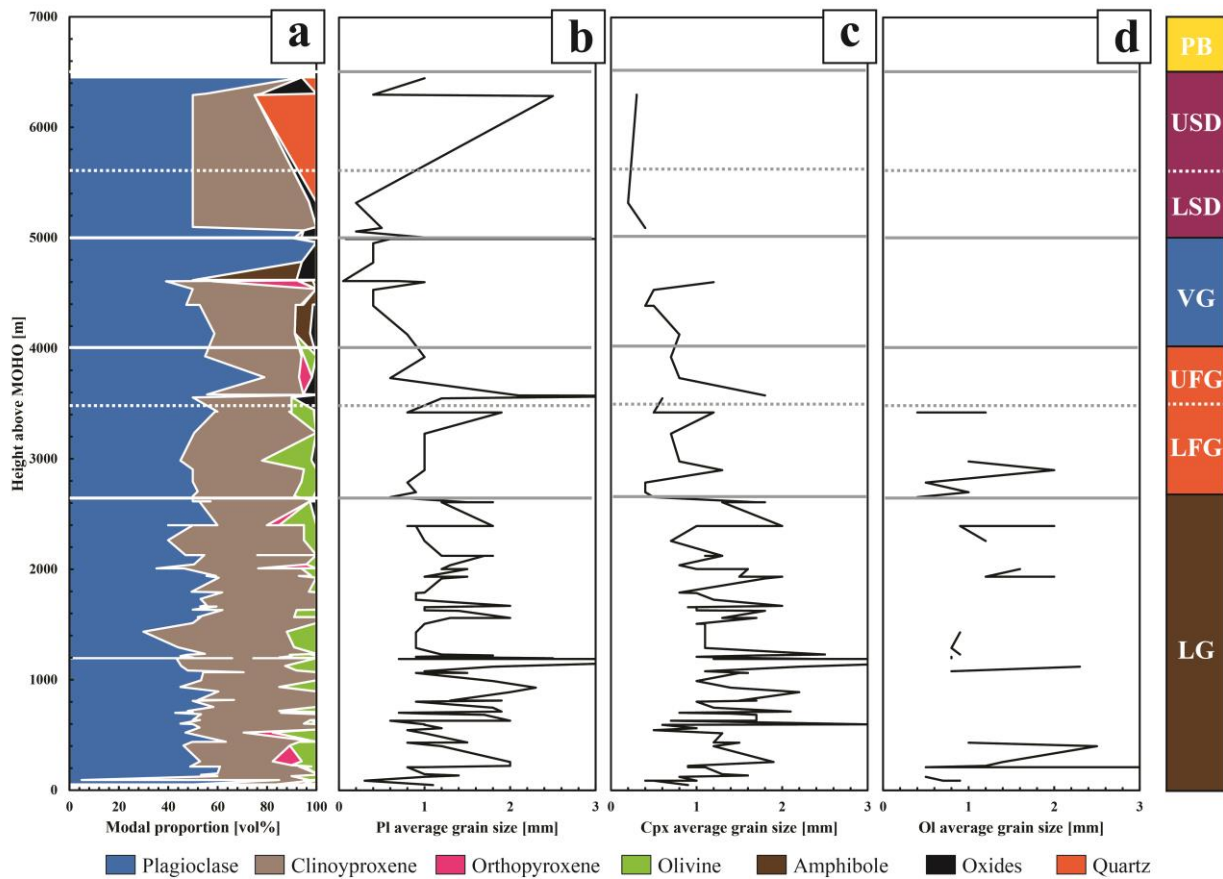 a
b
c
d
Height above MOHO [m]
7000
6000
5000
4000
3000
2000
1000
0
0 20 40 60 80 100
0 1 2 3
0 1 2 3
0 1 2 3
Modal proportion [vol%]
Pl average grain size [mm]
Cpx average grain size [mm]
Ol average grain size [mm]
PB
USD
LSD
VG
UFG
LFG
LG
Plagioclase Clinoyproxene Orthopyroxene Olivine Amphibole Oxides Quartz